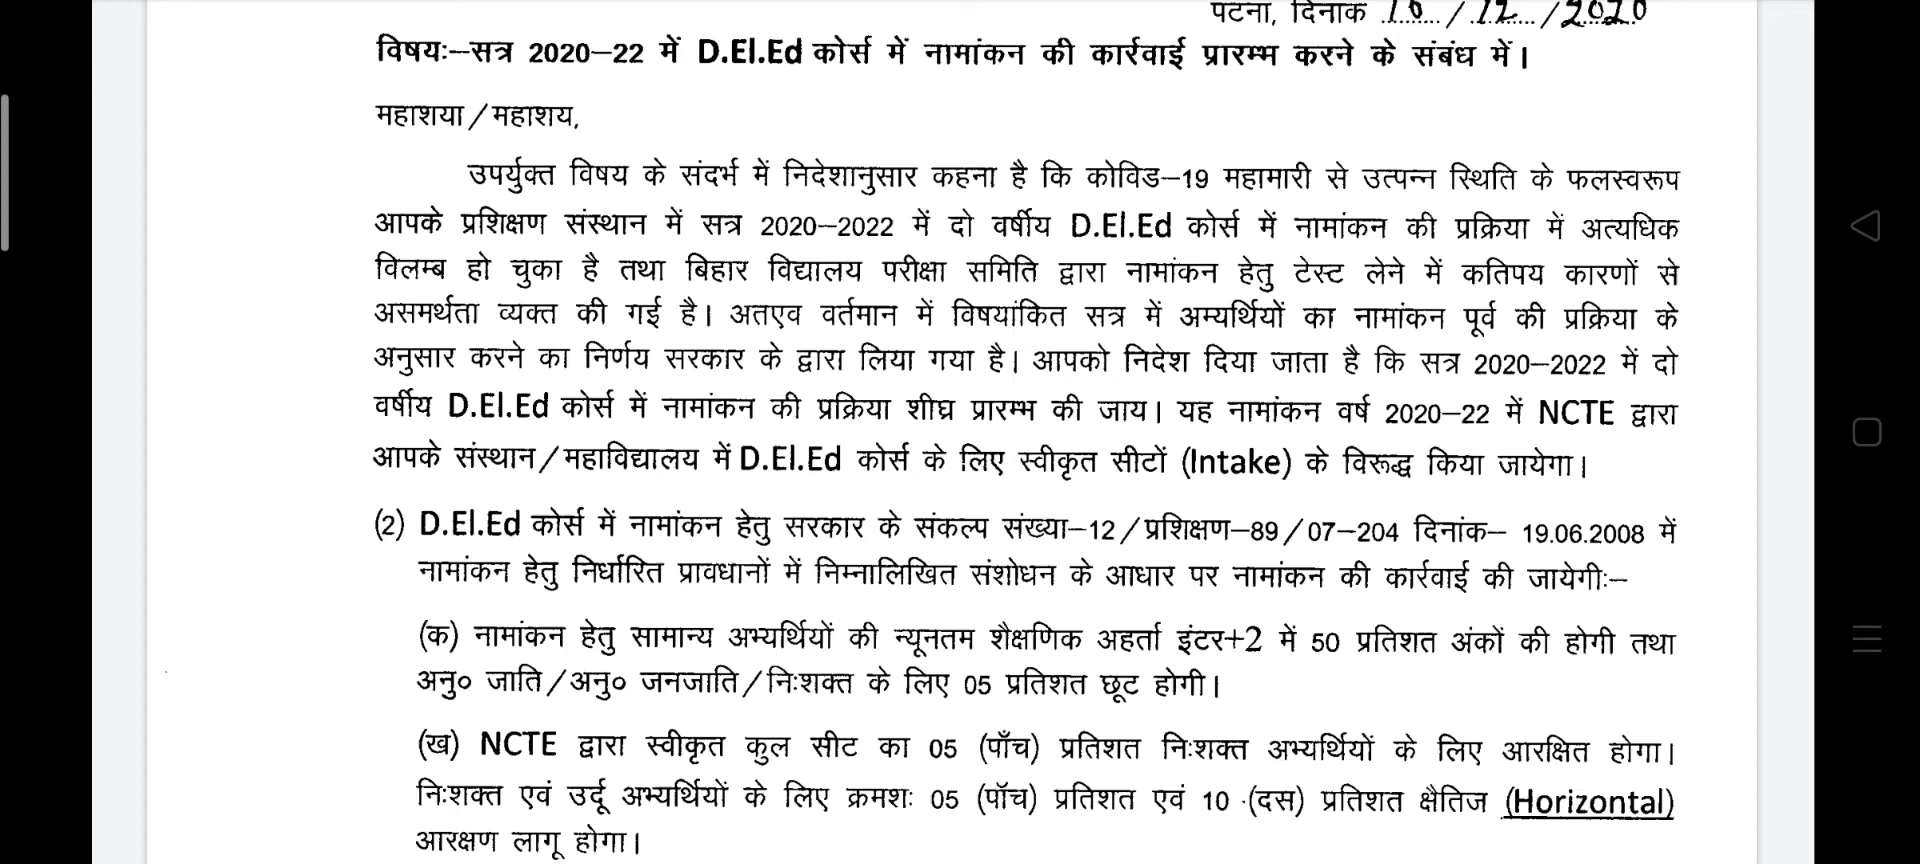 पटना, दिनांक 16/12/2020
विषयः–सत्र 2020–22 में D.El.Ed कोर्स में नामांकन की कार्रवाई प्रारम्भ करने के संबंध में।
महाशया/महाशय,
उपर्युक्त विषय के संदर्भ में निदेशानुसार कहना है कि कोविड–19 महामारी से उत्पन्न स्थिति के फलस्वरूप
आपके प्रशिक्षण संस्थान में सत्र 2020–2022 में दो वर्षीय D.El.Ed कोर्स में नामांकन की प्रक्रिया में अत्यधिक
विलम्ब हो चुका है तथा बिहार विद्यालय परीक्षा समिति द्वारा नामांकन हेतु टेस्ट लेने में कतिपय कारणों से
असमर्थता व्यक्त की गई है। अतएव वर्तमान में विषयांकित सत्र में अभ्यर्थियों का नामांकन पूर्व की प्रक्रिया के
अनुसार करने का निर्णय सरकार के द्वारा लिया गया है। आपको निदेश दिया जाता है कि सत्र 2020–2022 में दो
वर्षीय D.El.Ed कोर्स में नामांकन की प्रक्रिया शीघ्र प्रारम्भ की जाय। यह नामांकन वर्ष 2020–22 में NCTE द्वारा
आपके संस्थान/महाविद्यालय में D.El.Ed कोर्स के लिए स्वीकृत सीटों (Intake) के विरूद्ध किया जायेगा।
(2) D.El.Ed कोर्स में नामांकन हेतु सरकार के संकल्प संख्या–12/प्रशिक्षण–89/07–204 दिनांक– 19.06.2008 में
नामांकन हेतु निर्धारित प्रावधानों में निम्नालिखित संशोधन के आधार पर नामांकन की कार्रवाई की जायेगीः–
(क) नामांकन हेतु सामान्य अभ्यर्थियों की न्यूनतम शैक्षणिक अहर्ता इंटर+2 में 50 प्रतिशत अंकों की होगी तथा
अनु० जाति/अनु० जनजाति/निःशक्त के लिए 05 प्रतिशत छूट होगी।
(ख) NCTE द्वारा स्वीकृत कुल सीट का 05 (पाँच) प्रतिशत निःशक्त अभ्यर्थियों के लिए आरक्षित होगा।
निःशक्त एवं उर्दू अभ्यर्थियों के लिए क्रमशः 05 (पॉच) प्रतिशत एवं 10 (दस) प्रतिशत क्षैतिज (Horizontal)
आरक्षण लागू होगा।